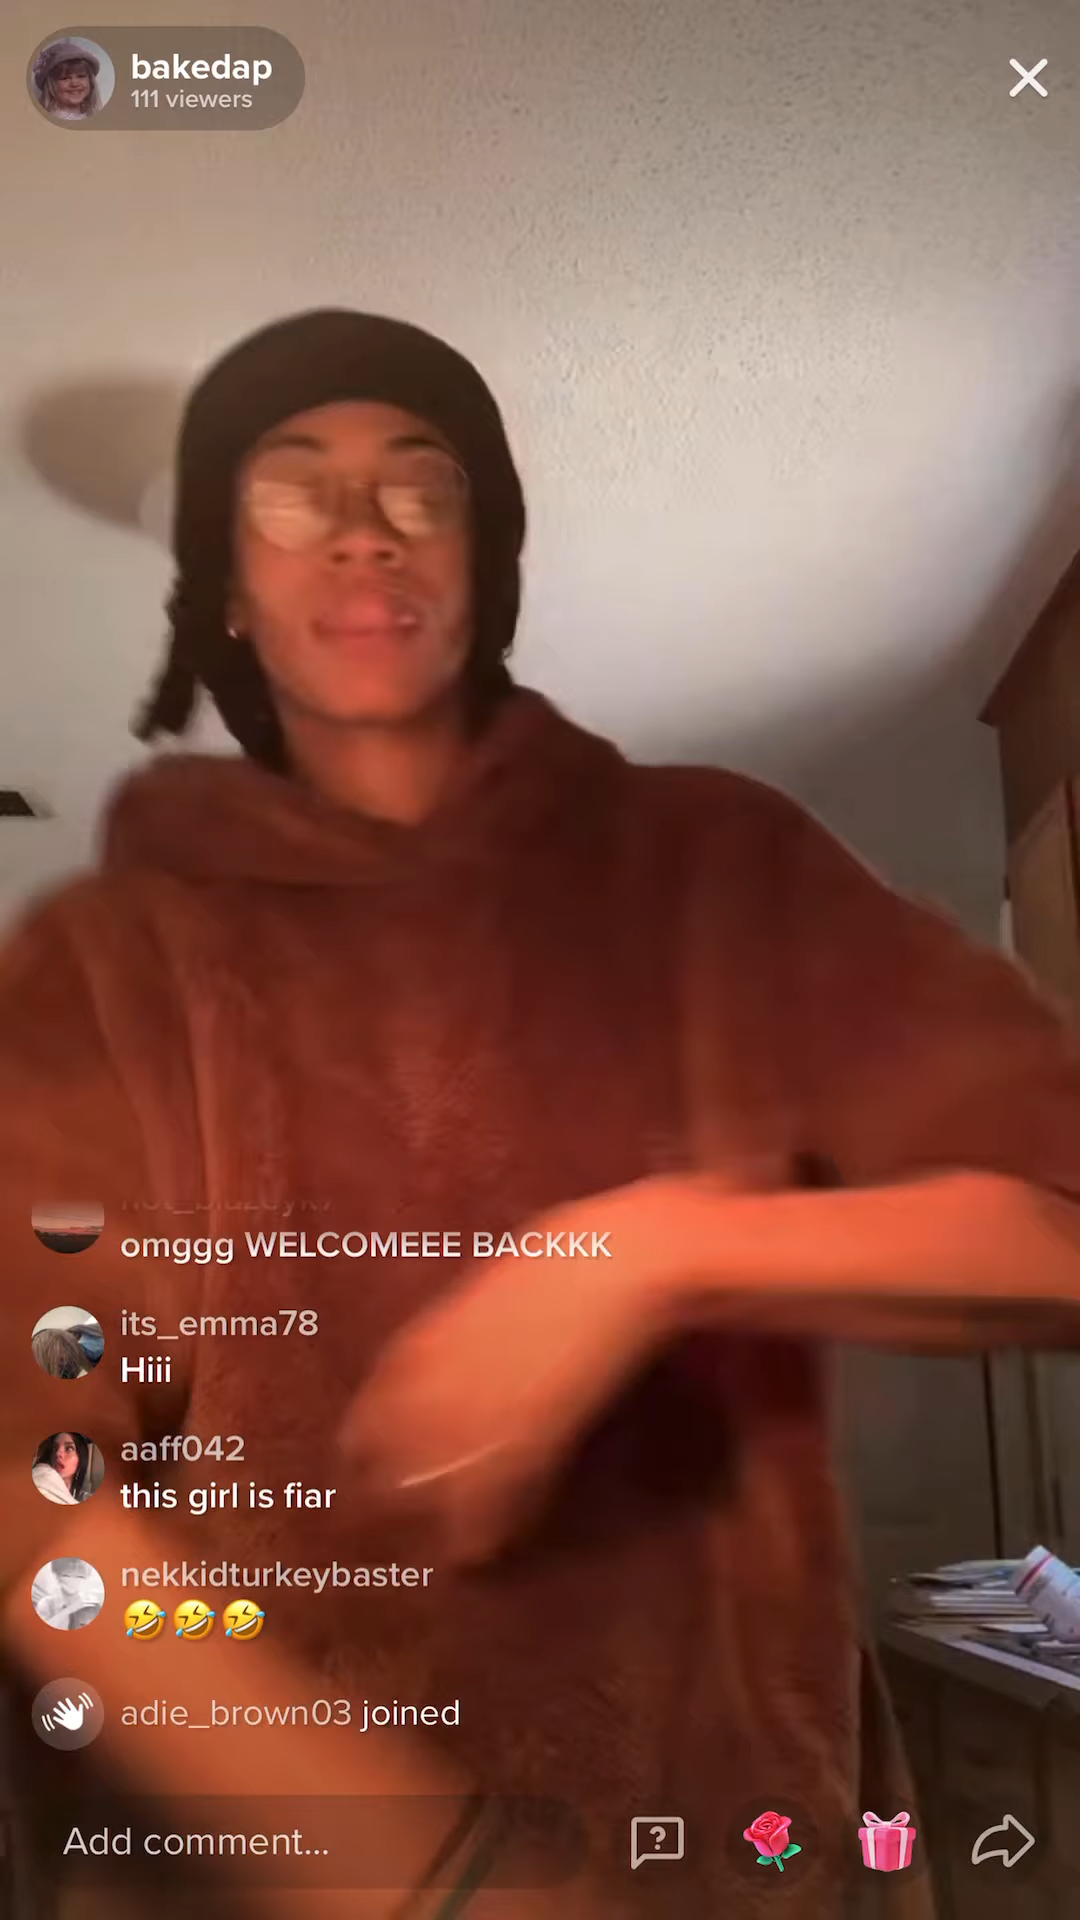 bakedap
111 viewers
omggg WELCOMEEE BACKKK
its_emma78
Hiii
aaff042
this girl is fiar
nekkidturkeybaster
🤣🤣🤣
adie_brown03 joined
Add comment...